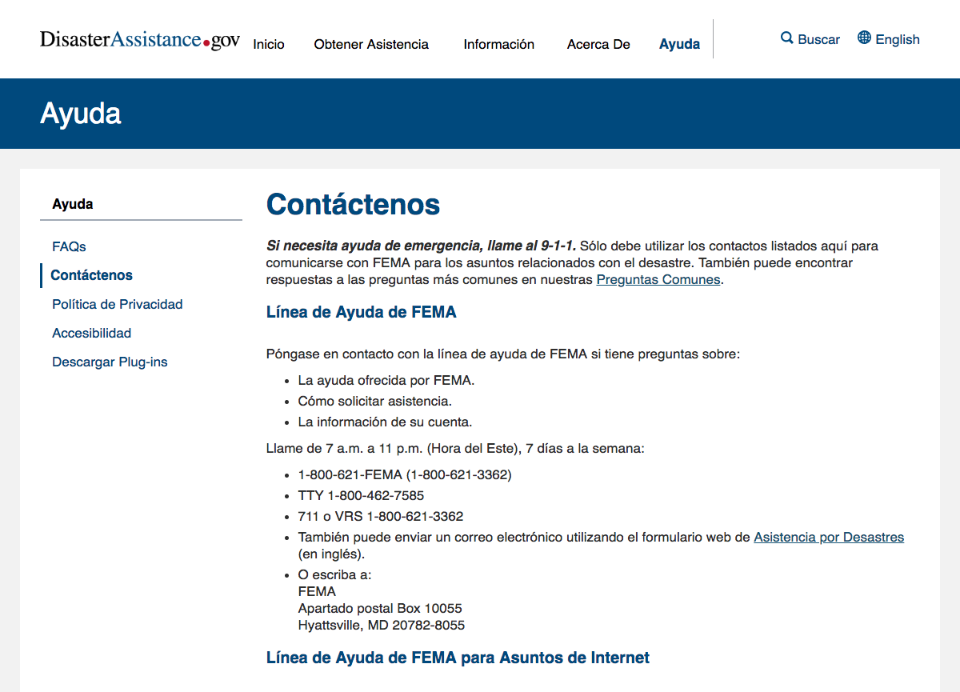 DisasterAssistance.gov
Inicio
Obtener Asistencia
Información
Acerca De
Ayuda
Buscar
English
Ayuda
Ayuda
FAQs
Contáctenos
Política de Privacidad
Accesibilidad
Descargar Plug-ins
Contáctenos
Si necesita ayuda de emergencia, llame al 9-1-1. Sólo debe utilizar los contactos listados aquí para
comunicarse con FEMA para los asuntos relacionados con el desastre. También puede encontrar
respuestas a las preguntas más comunes en nuestras Preguntas Comunes.
Línea de Ayuda de FEMA
Póngase en contacto con la línea de ayuda de FEMA si tiene preguntas sobre:
• La ayuda ofrecida por FEMA.
• Cómo solicitar asistencia.
• La información de su cuenta.
Llame de 7 a.m. a 11 p.m. (Hora del Este), 7 días a la semana:
• 1-800-621-FEMA (1-800-621-3362)
• TTY 1-800-462-7585
• 711 o VRS 1-800-621-3362
• También puede enviar un correo electrónico utilizando el formulario web de Asistencia por Desastres
(en inglés).
• O escriba a:
FEMA
Apartado postal Box 10055
Hyattsville, MD 20782-8055
Línea de Ayuda de FEMA para Asuntos de Internet